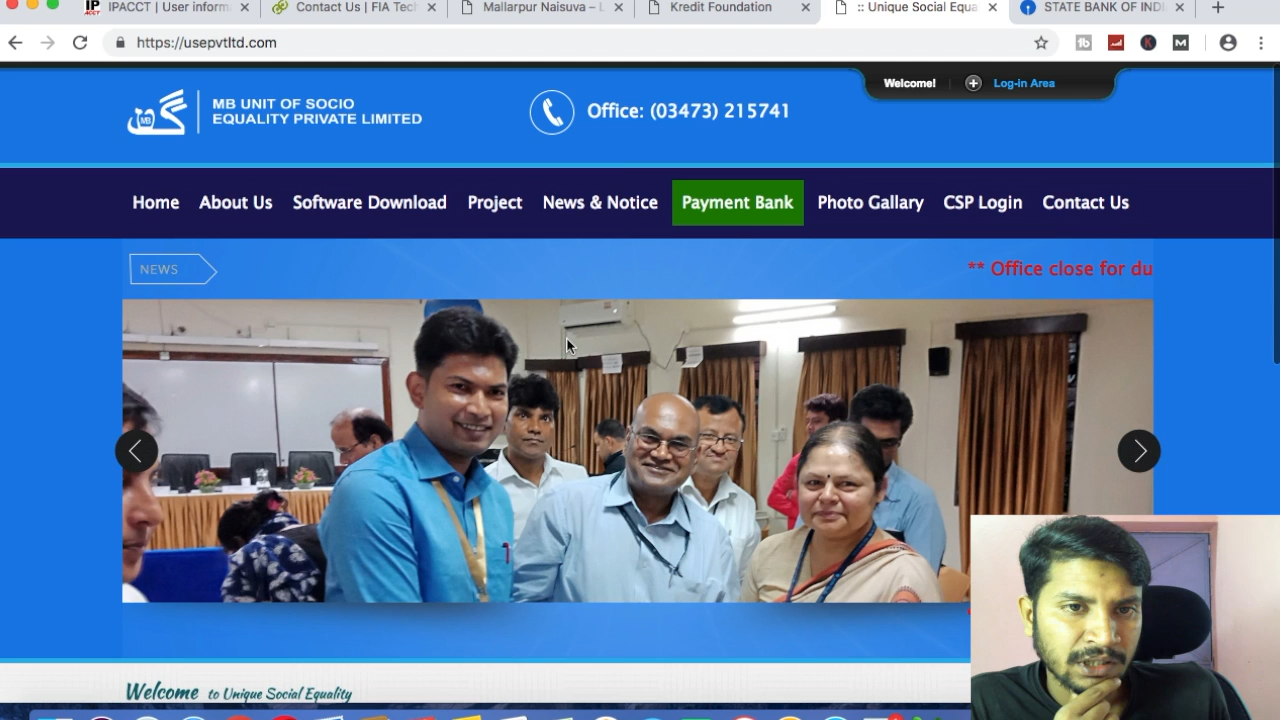 IPACCT | User inform
Contact Us | FIA Tech
Mallarpur Naisuva – L
Kredit Foundation
:: Unique Social Equa
STATE BANK OF INDI
https://usepvtltd.com
Welcome!
Log-in Area
MB UNIT OF SOCIO
EQUALITY PRIVATE LIMITED
MB
Office: (03473) 215741
Home About Us Software Download Project News & Notice Payment Bank Photo Gallary CSP Login Contact Us
NEWS
** Office close for du
Welcome to Unique Social Equality